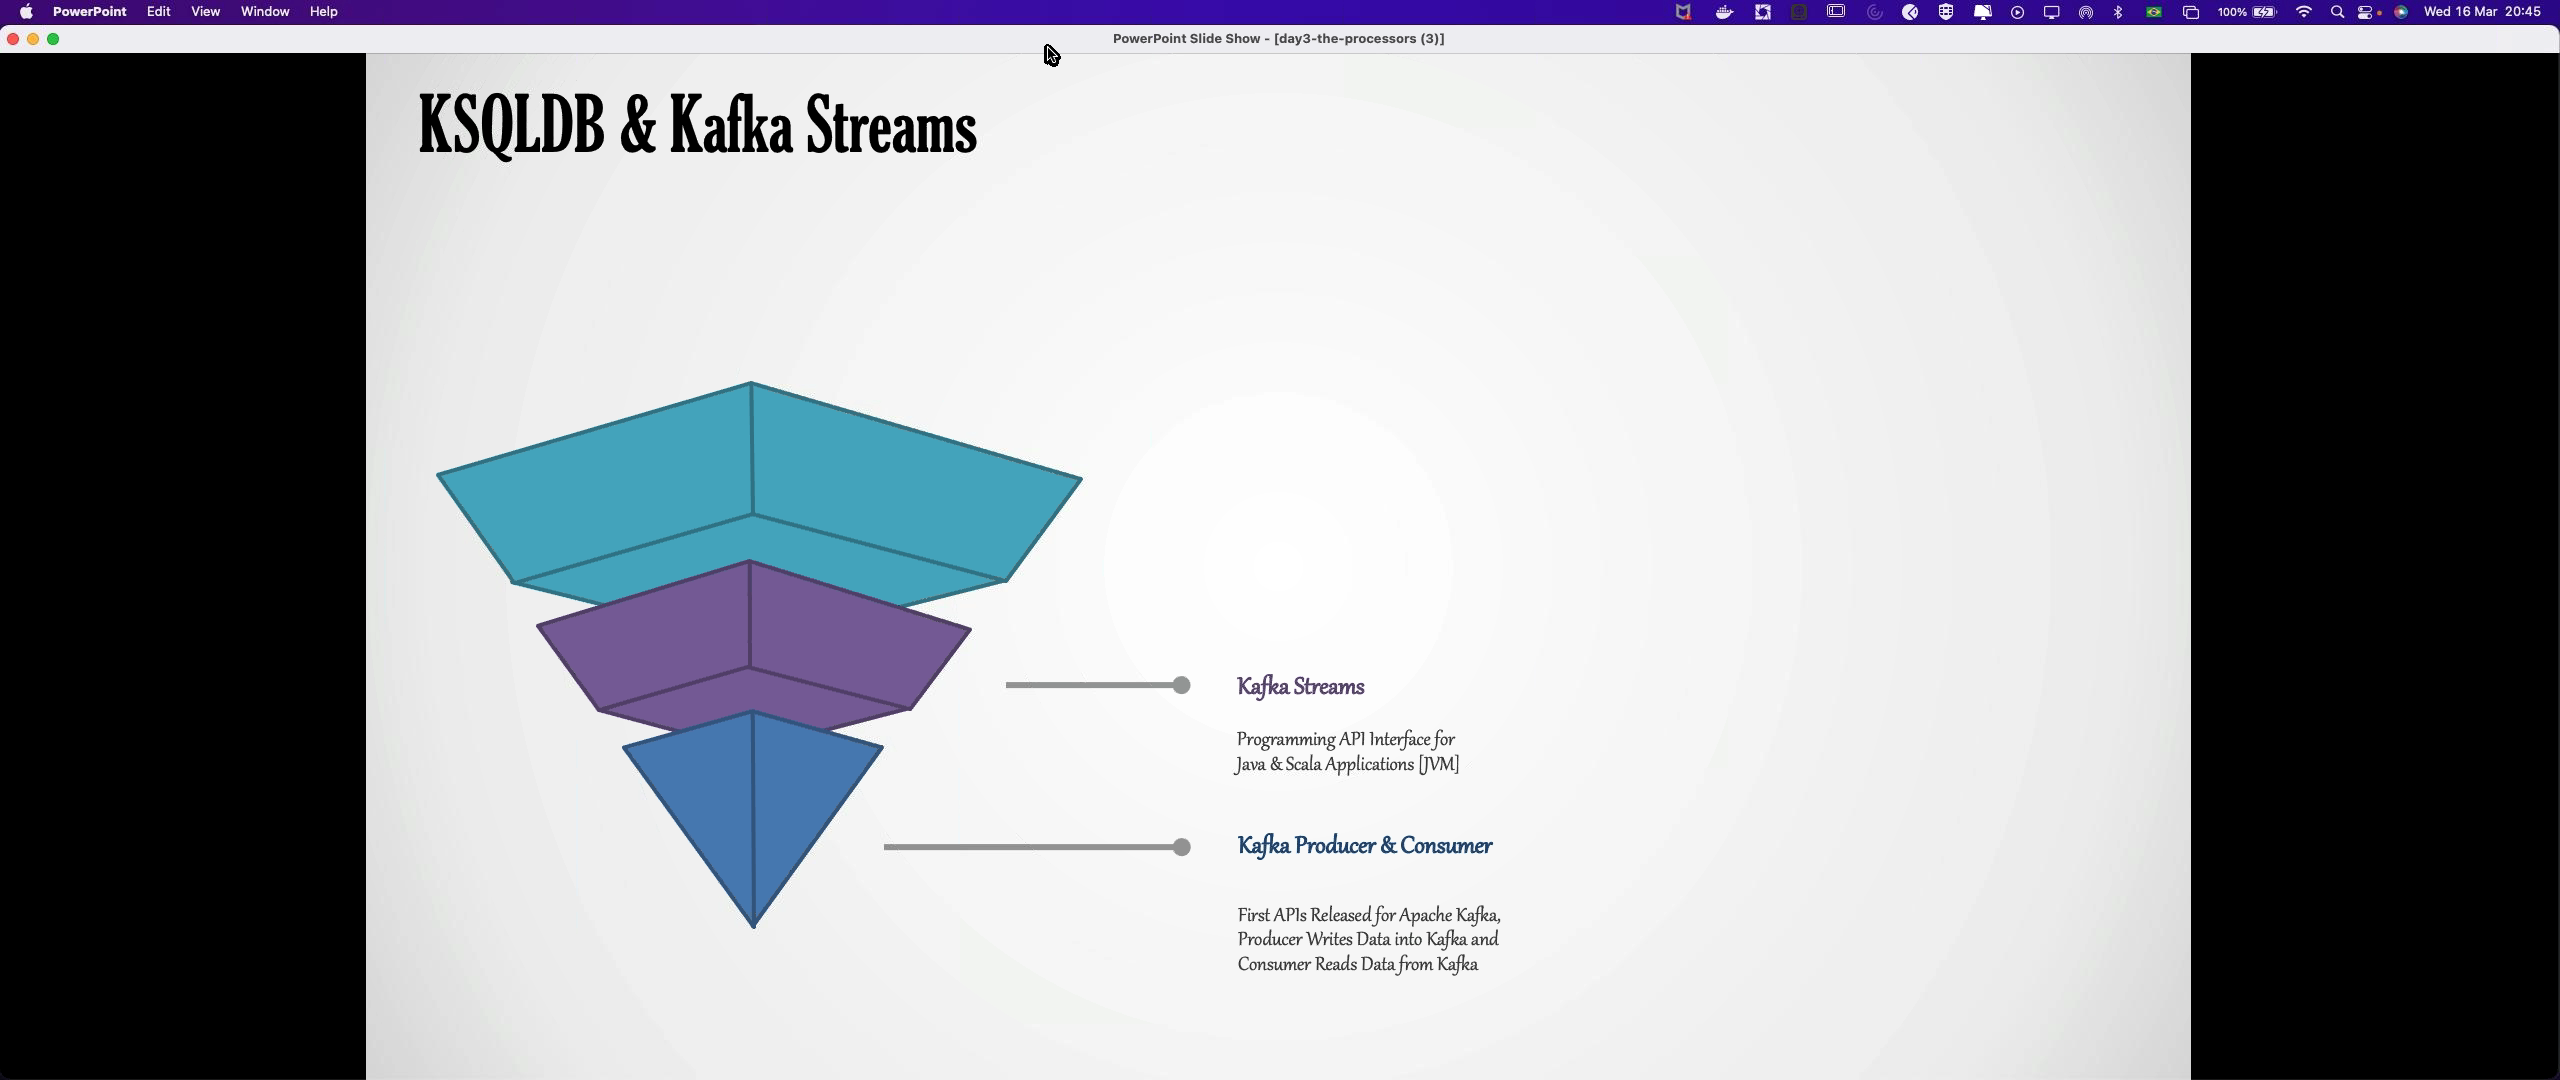 PowerPoint Edit View Window Help
100% Wed 16 Mar 20:45
PowerPoint Slide Show - [day3-the-processors (3)]
KSQLDB & Kafka Streams
Kafka Streams
Programming API Interface for
Java & Scala Applications [JVM]
Kafka Producer & Consumer
First APIs Released for Apache Kafka,
Producer Writes Data into Kafka and
Consumer Reads Data from Kafka